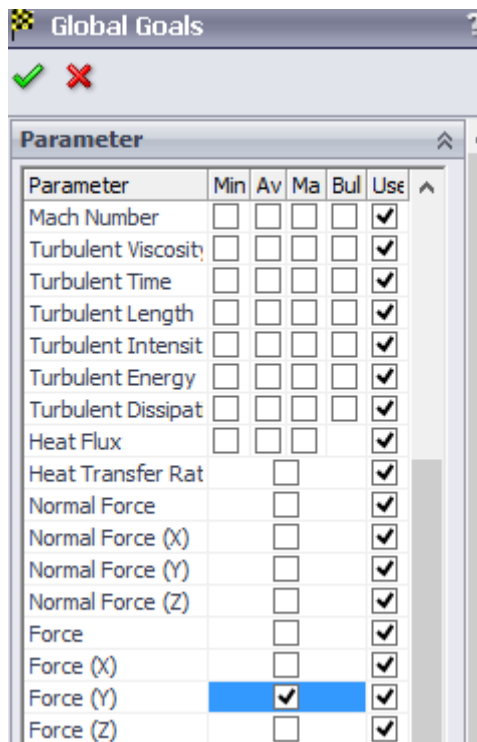 Global Goals
Parameter
Parameter Min Av Ma Bul Use
Mach Number
Turbulent Viscosity
Turbulent Time
Turbulent Length
Turbulent Intensit
Turbulent Energy
Turbulent Dissipat
Heat Flux
Heat Transfer Rat
Normal Force
Normal Force (X)
Normal Force (Y)
Normal Force (Z)
Force
Force (X)
Force (Y)
Force (Z)